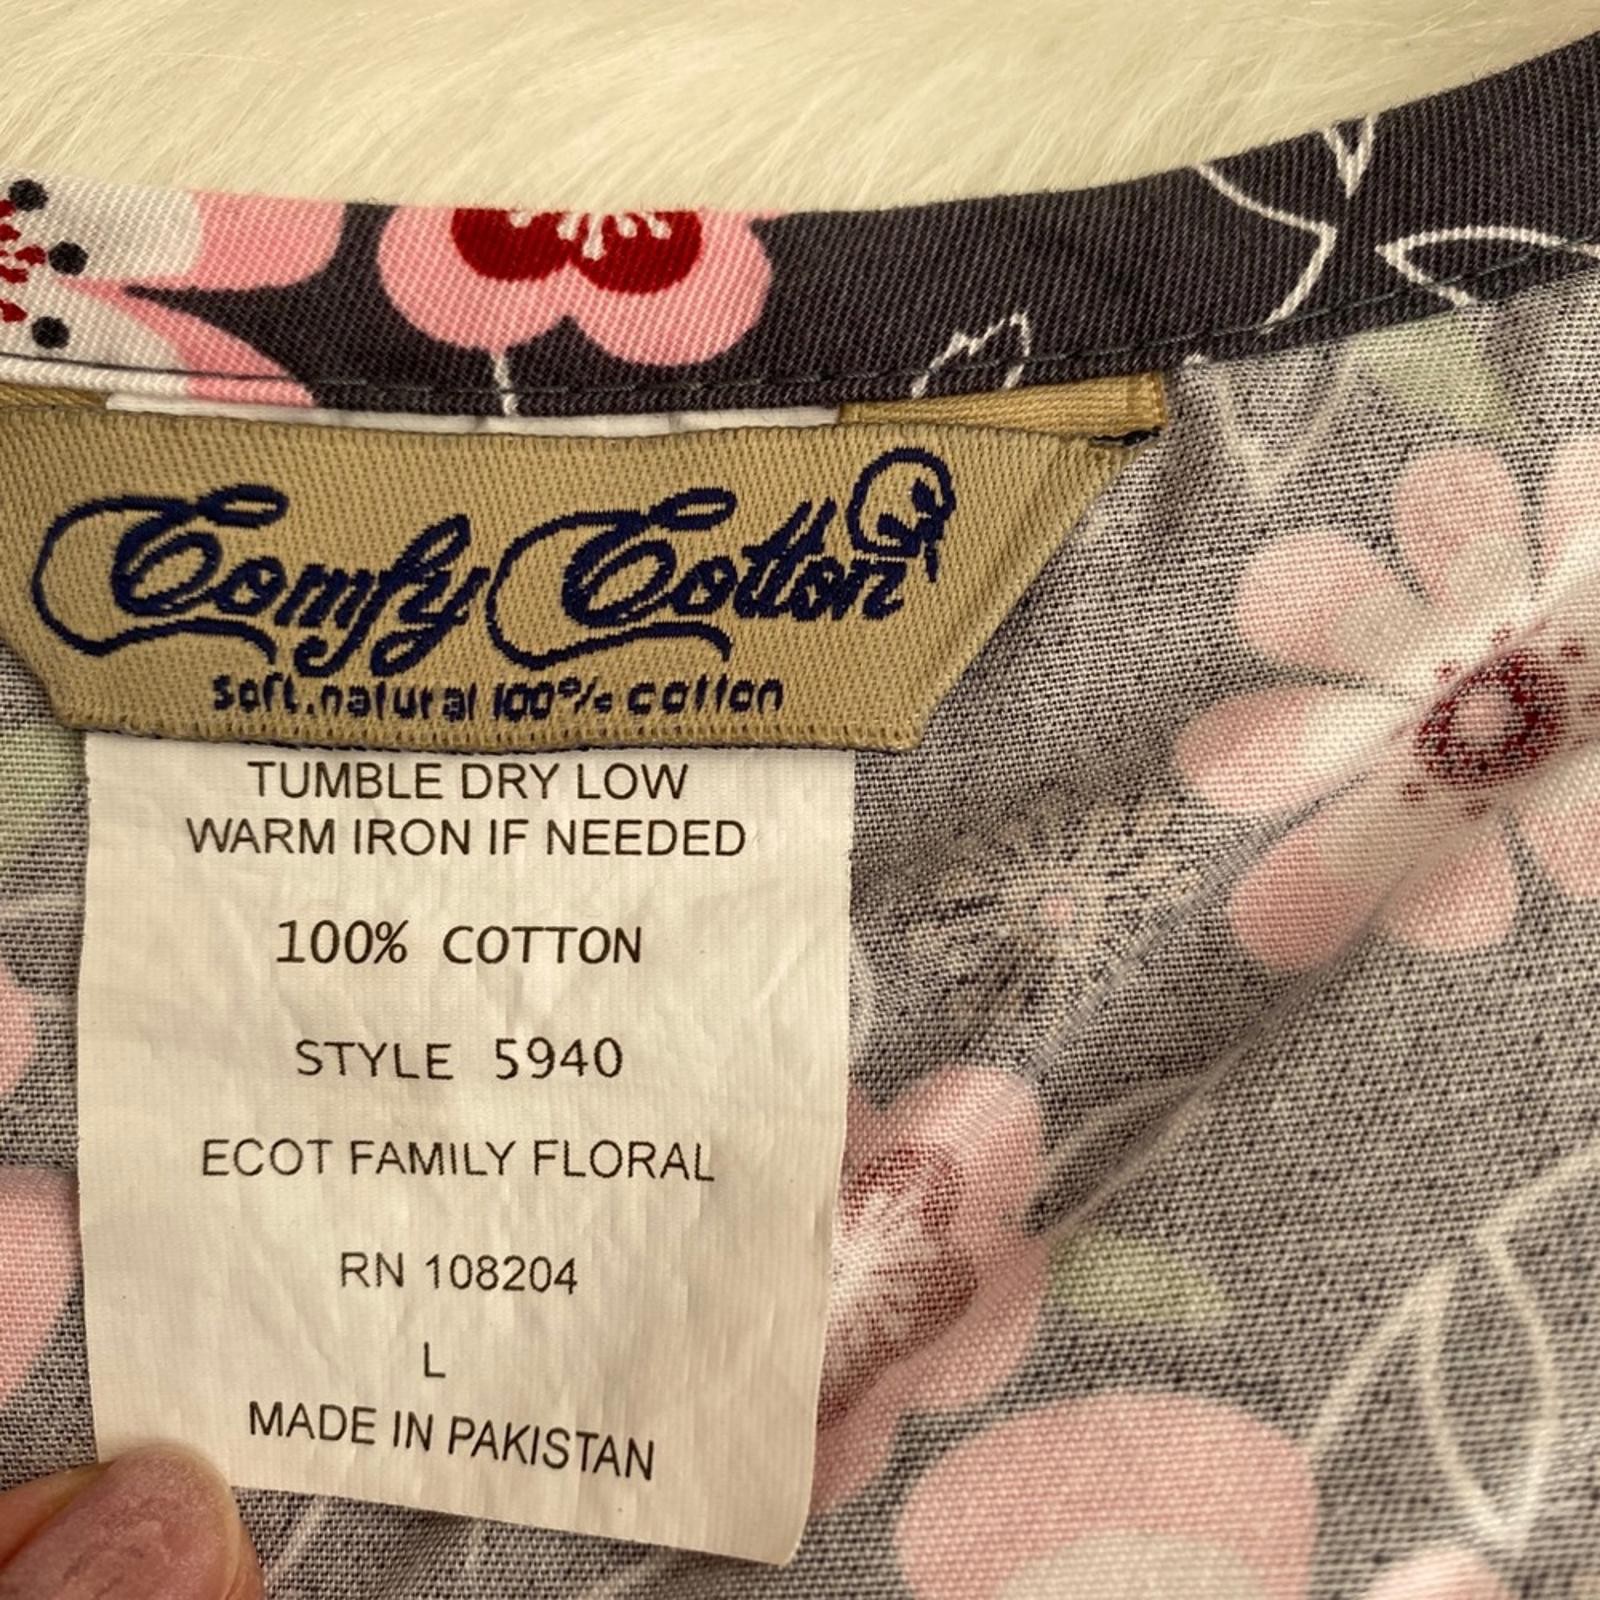 Comfy Cotton
soft.natural 100% cotton
TUMBLE DRY LOW
WARM IRON IF NEEDED
100% COTTON
STYLE 5940
ECOT FAMILY FLORAL
RN 108204
L
MADE IN PAKISTAN